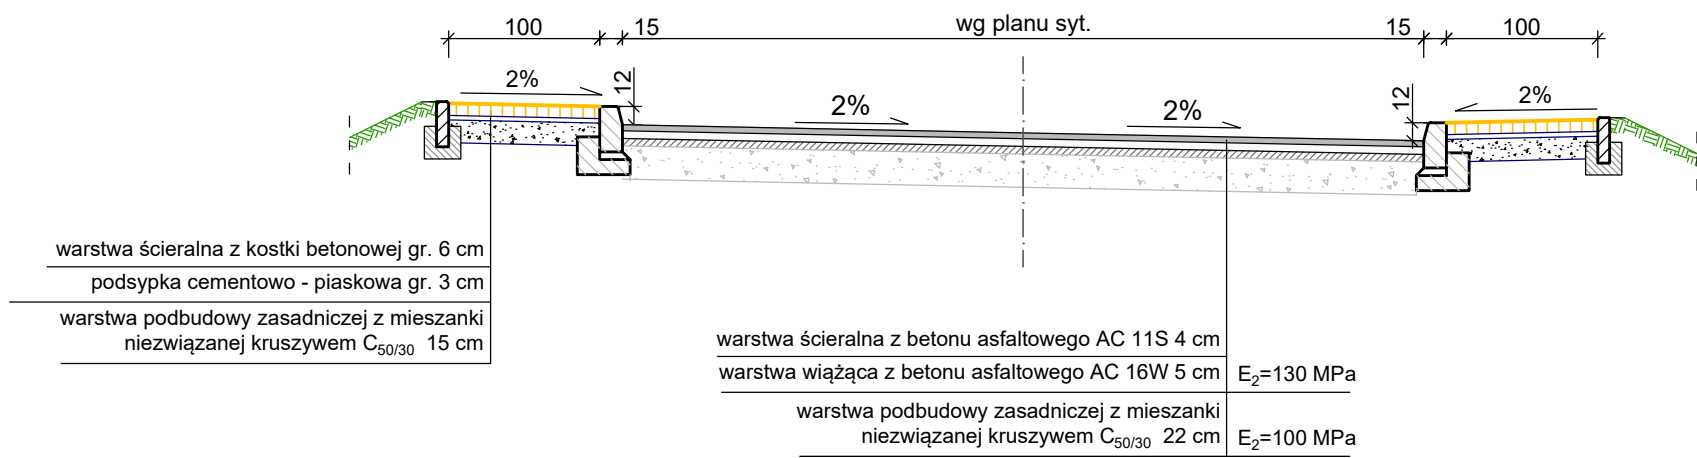 100
15
wg planu syt.
15
100
2%
12
2%
2%
12
2%
warstwa ścieralna z kostki betonowej gr. 6 cm
podsypka cementowo - piaskowa gr. 3 cm
warstwa podbudowy zasadniczej z mieszanki
niezwiązanej kruszywem C50/30 15 cm
warstwa ścieralna z betonu asfaltowego AC 11S 4 cm
warstwa wiążąca z betonu asfaltowego AC 16W 5 cm
E2=130 MPa
warstwa podbudowy zasadniczej z mieszanki
niezwiązanej kruszywem C50/30 22 cm
E2=100 MPa